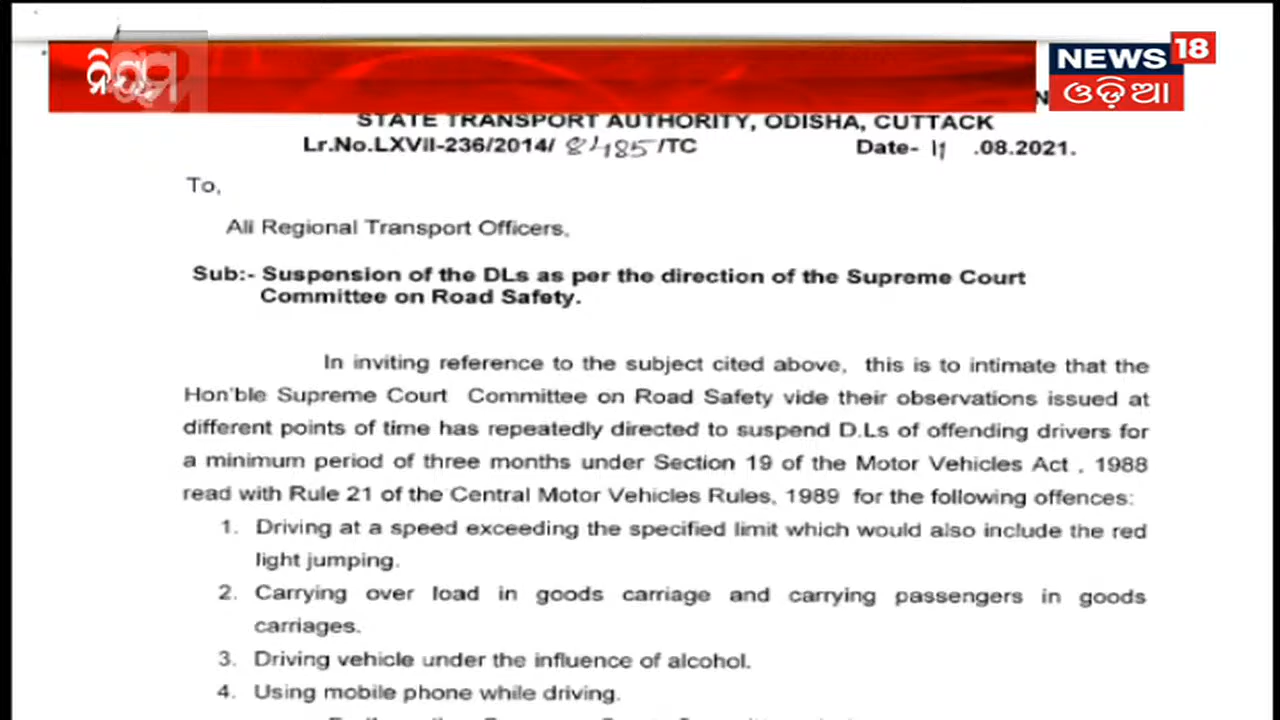 NEWS 18
ଓଡ଼ିଆ
STATE TRANSPORT AUTHORITY, ODISHA, CUTTACK
Lr.No.LXVII-236/2014/ 8485/TC Date- 11 .08.2021.
To,
All Regional Transport Officers,
Sub:- Suspension of the DLs as per the direction of the Supreme Court
Committee on Road Safety.
In inviting reference to the subject cited above, this is to intimate that the
Hon'ble Supreme Court Committee on Road Safety vide their observations issued at
different points of time has repeatedly directed to suspend D.Ls of offending drivers for
a minimum period of three months under Section 19 of the Motor Vehicles Act , 1988
read with Rule 21 of the Central Motor Vehicles Rules, 1989 for the following offences:
1. Driving at a speed exceeding the specified limit which would also include the red
light jumping.
2. Carrying over load in goods carriage and carrying passengers in goods
carriages.
3. Driving vehicle under the influence of alcohol.
4. Using mobile phone while driving.